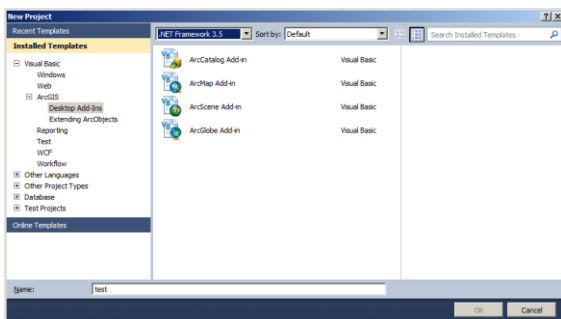 New Project
Recent Templates
.NET Framework 3.5 Sort by: Default Search Installed Templates
Installed Templates
Visual Basic
Windows
Web
ArcGIS
Desktop Add-Ins
Extending ArcObjects
Reporting
Test
WCF
Workflow
Other Languages
Other Project Types
Database
Test Projects
Online Templates
ArcCatalog Add-in Visual Basic
ArcMap Add-in Visual Basic
ArcScene Add-in Visual Basic
ArcGlobe Add-in Visual Basic
Name: test
OK Cancel